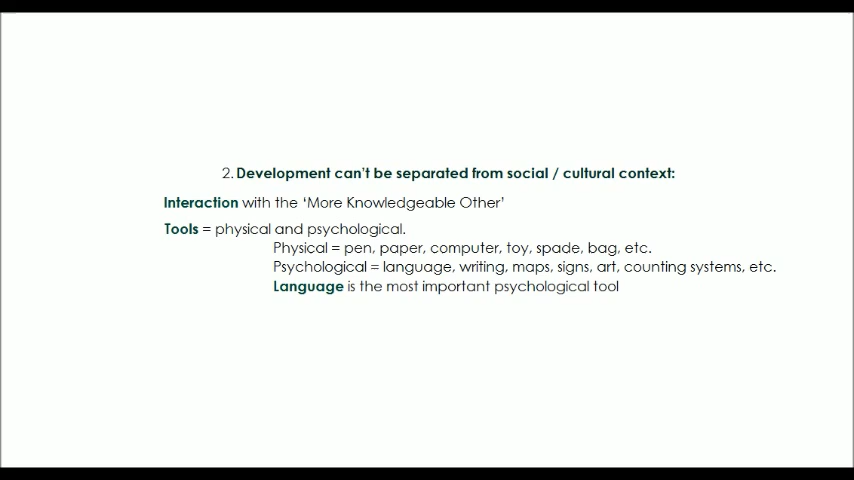 2. Development can't be separated from social / cultural context:
Interaction with the 'More Knowledgeable Other'
Tools = physical and psychological.
Physical = pen, paper, computer, toy, spade, bag, etc.
Psychological = language, writing, maps, signs, art, counting systems, etc.
Language is the most important psychological tool